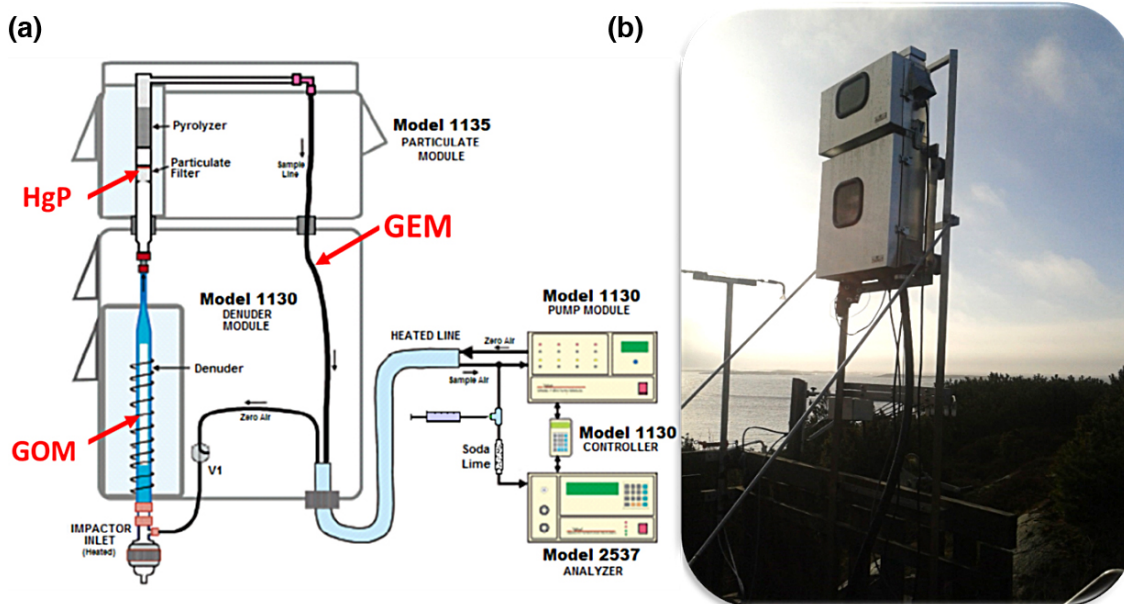 (a)
(b)
Pyrolyzer
Particulate
Filter
HgP
Sample
Line
Model 1135
PARTICULATE
MODULE
GEM
Model 1130
DENUDER
MODULE
Denuder
GOM
Zero Air
V1
IMPACTOR
INLET
(Heated)
HEATED LINE
Model 1130
PUMP MODULE
Zero Air
Sample Air
Soda
Lime
Model 1130
CONTROLLER
Model 2537
ANALYZER